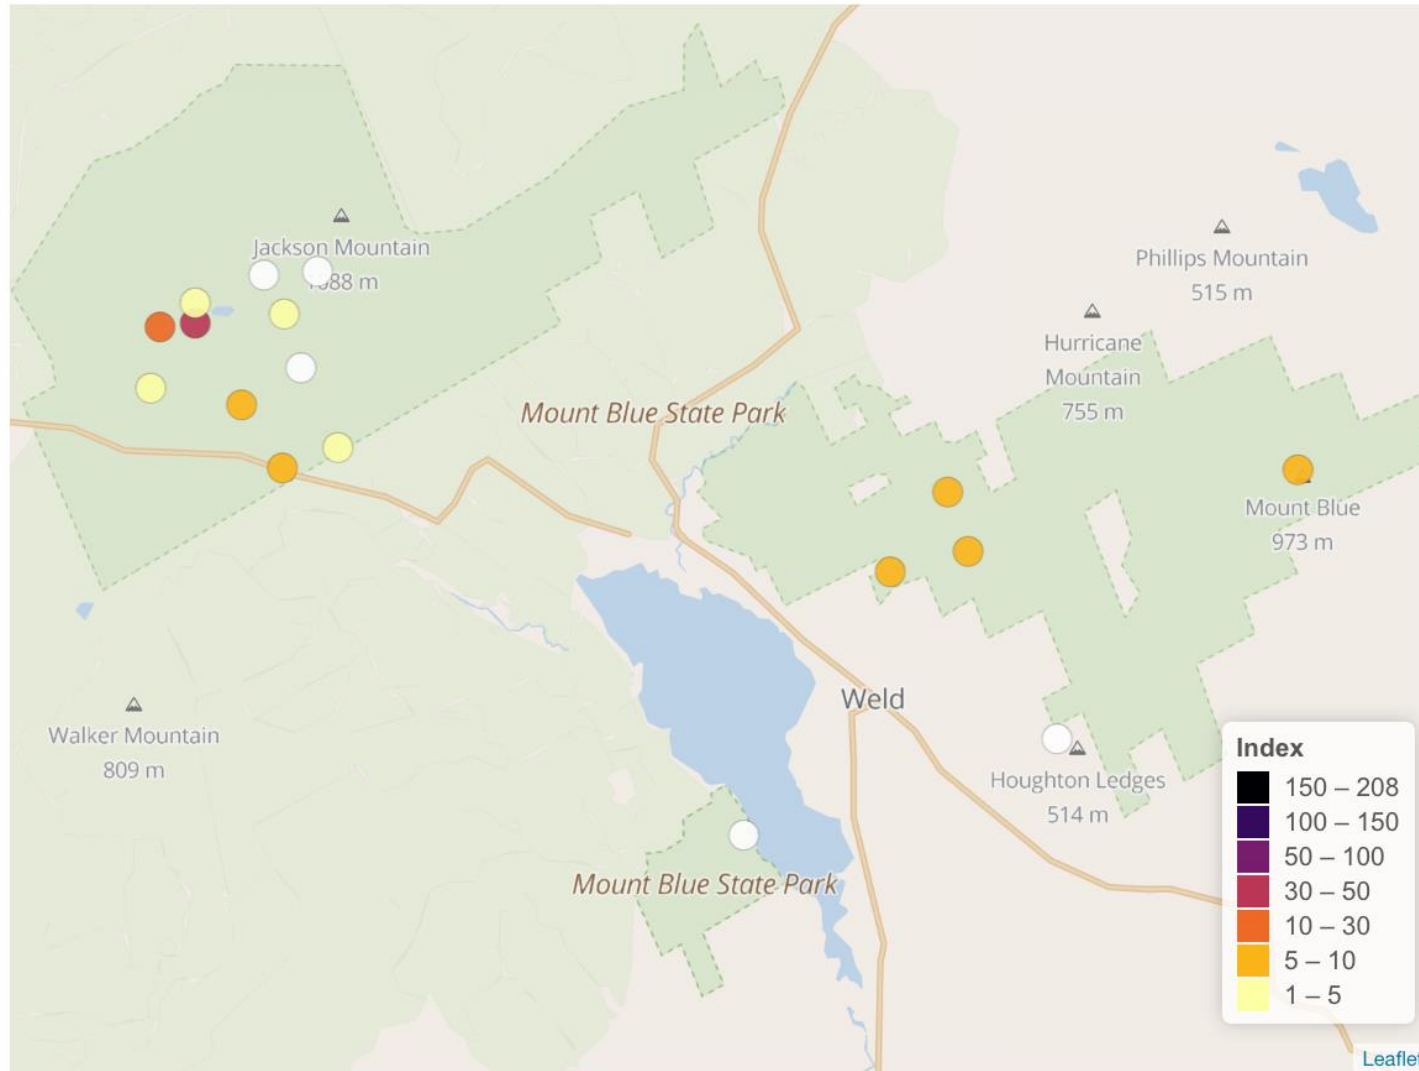 Jackson Mountain
1088 m
Phillips Mountain
515 m
Hurricane
Mountain
755 m
Mount Blue State Park
Mount Blue
973 m
Weld
Walker Mountain
809 m
Houghton Ledges
514 m
Mount Blue State Park
Index
150 – 208
100 – 150
50 – 100
30 – 50
10 – 30
5 – 10
1 – 5
Leaflet